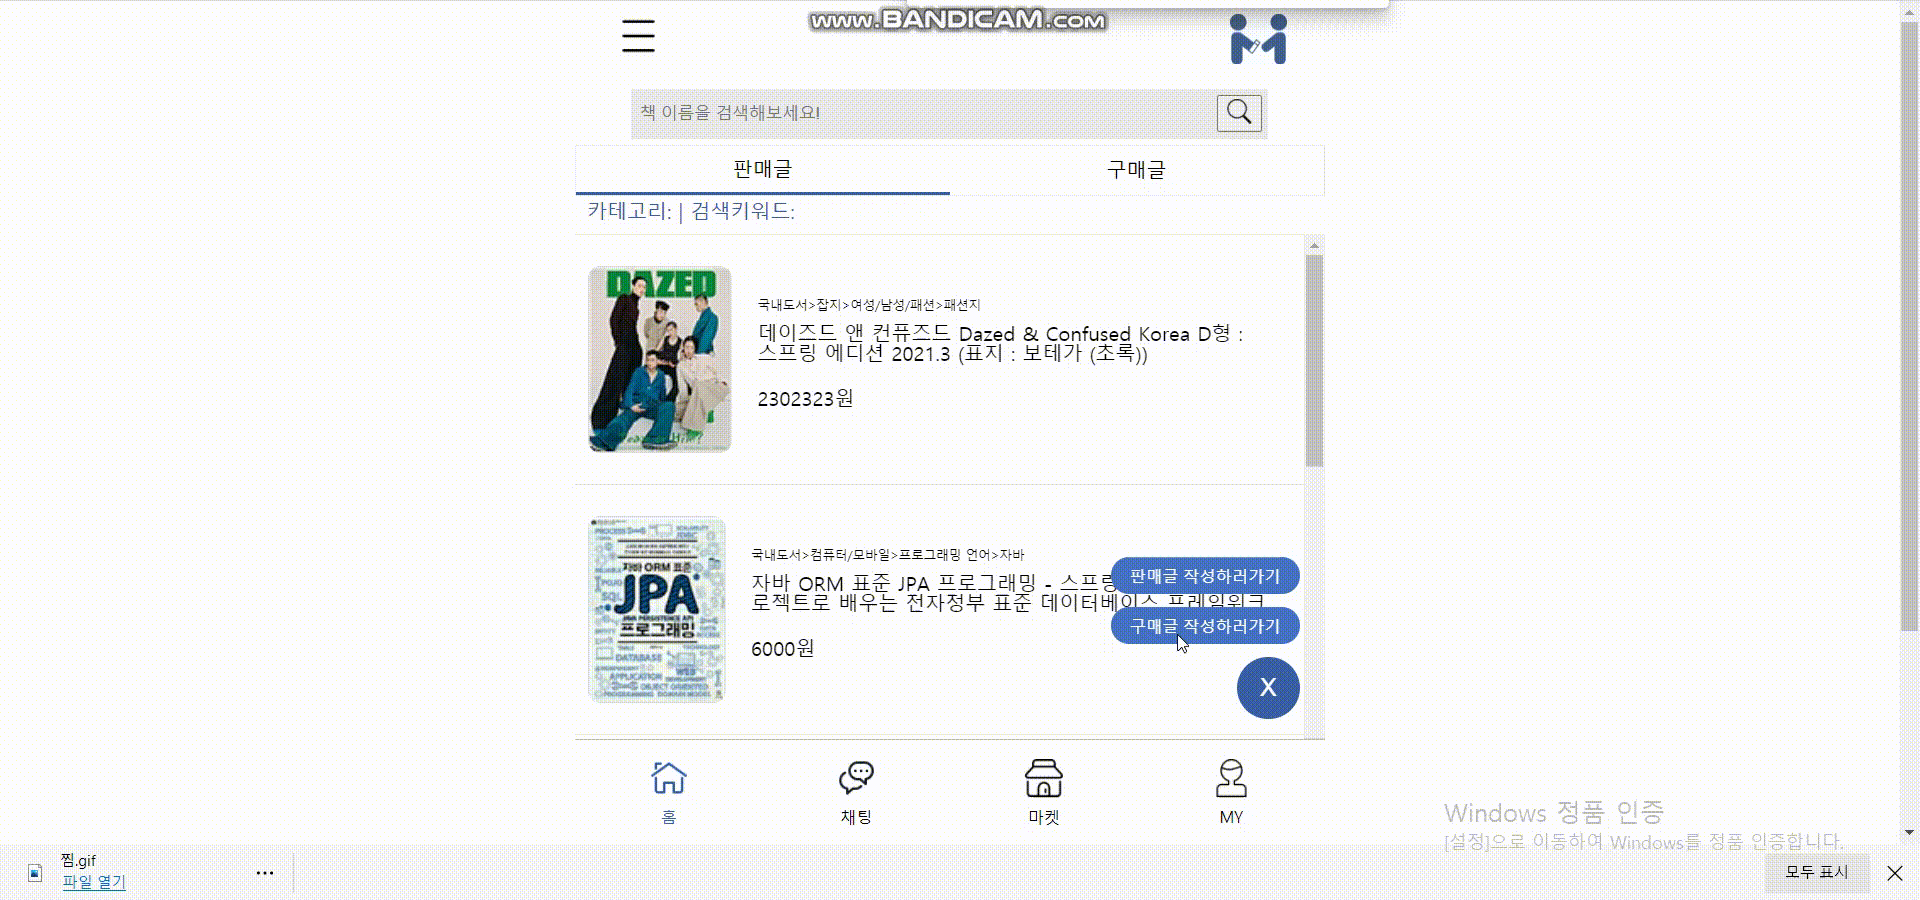 www.BANDICAM.com
책 이름을 검색해보세요!
판매글
구매글
카테고리: | 검색키워드:
DAZED
국내도서>잡지>여성/남성/패션>패션지
데이즈드 앤 컨퓨즈드 Dazed & Confused Korea D형 :
스프링 에디션 2021.3 (표지 : 보테가 (초록))
2302323원
자바 ORM 표준
JPA
프로그래밍
DATABASE
APPLICATION
OBJECT ORIENTED
국내도서>컴퓨터/모바일>프로그래밍 언어>자바
자바 ORM 표준 JPA 프로그래밍 - 스프링
로젝트로 배우는 전자정부 표준 데이터베이스 프레임워크
6000원
판매글 작성하러가기
구매글 작성하러가기
X
홈
채팅
마켓
MY
Windows 정품 인증
[설정]으로 이동하여 Windows를 정품 인증합니다.
찜.gif
파일 열기
모두 표시